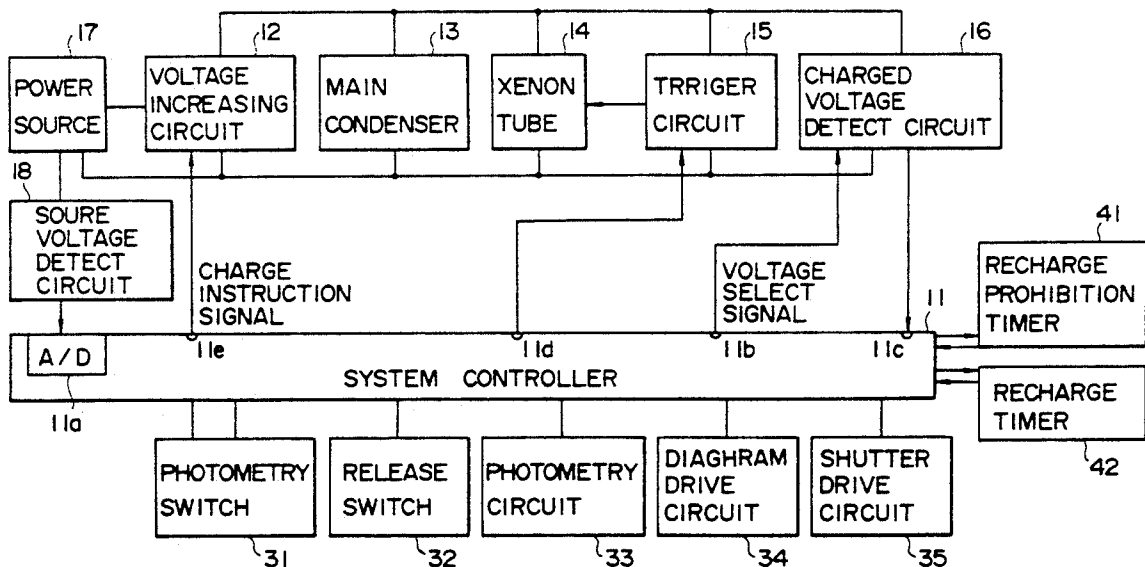 17
12
13
14
15
16
POWER
SOURCE
VOLTAGE
INCREASING
CIRCUIT
MAIN
CONDENSER
XENON
TUBE
TRRIGER
CIRCUIT
CHARGED
VOLTAGE
DETECT CIRCUIT
18
SOURE
VOLTAGE
DETECT
CIRCUIT
CHARGE
INSTRUCTION
SIGNAL
VOLTAGE
SELECT
SIGNAL
41
RECHARGE
PROHIBITION
TIMER
11
A/D
11e
11d
11b
11c
SYSTEM CONTROLLER
11a
RECHARGE
TIMER
42
PHOTOMETRY
SWITCH
RELEASE
SWITCH
PHOTOMETRY
CIRCUIT
DIAGHRAM
DRIVE
CIRCUIT
SHUTTER
DRIVE
CIRCUIT
31
32
33
34
35